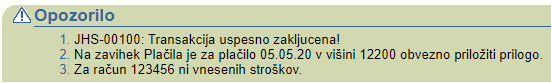 Opozorilo
1. JHS-00100: Transakcija uspesno zakljucena!
2. Na zavihek Plačila je za plačilo 05.05.20 v višini 12200 obvezno priložiti prilogo.
3. Za račun 123456 ni vnesenih stroškov.